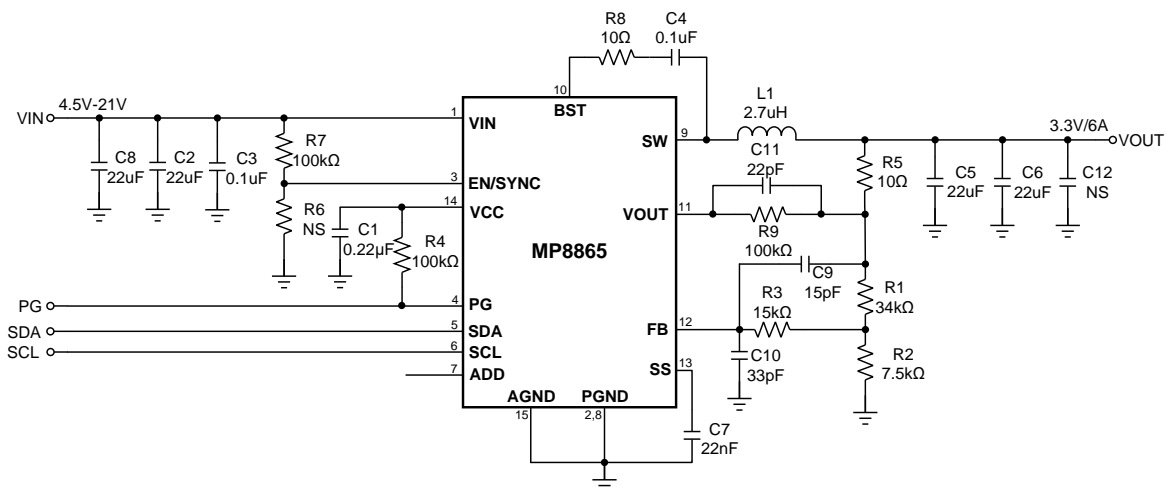 R8
10Ω
C4
0.1uF
10
BST
VIN
4.5V-21V
1
VIN
C8
22uF
C2
22uF
C3
0.1uF
R7
100kΩ
3
EN/SYNC
R6
NS
14
VCC
C1
0.22µF
R4
100kΩ
MP8865
PG
4
PG
SDA
5
SDA
SCL
6
SCL
7
ADD
AGND
15
PGND
2,8
SW
9
L1
2.7uH
C11
22pF
VOUT
11
R9
100kΩ
R5
10Ω
3.3V/6A
VOUT
C5
22uF
C6
22uF
C12
NS
C9
15pF
R1
34kΩ
R3
15kΩ
FB
12
C10
33pF
R2
7.5kΩ
SS
13
C7
22nF